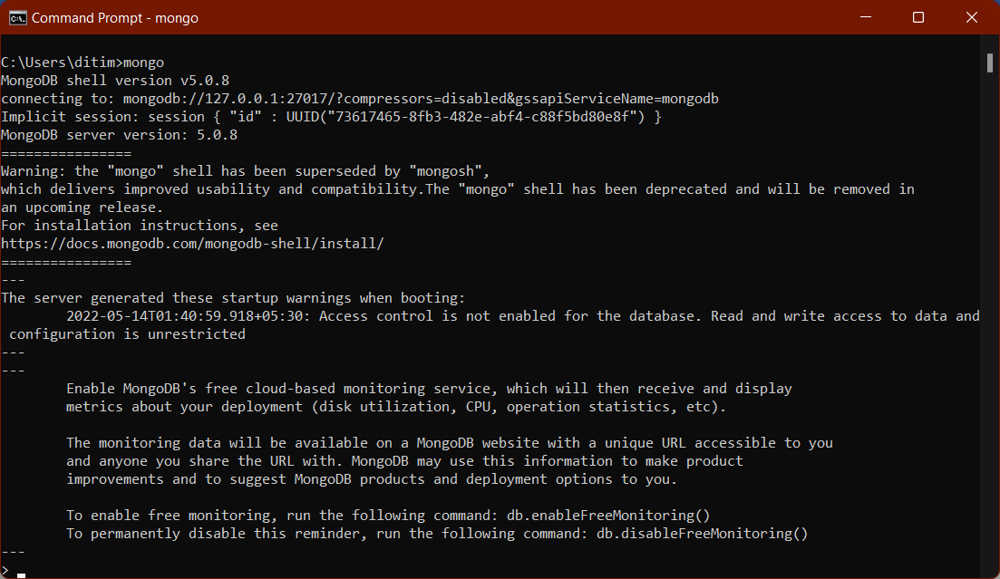 Command Prompt - mongo
C:\Users\ditim>mongo
MongoDB shell version v5.0.8
connecting to: mongodb://127.0.0.1:27017/?compressors=disabled&gssapiServiceName=mongodb
Implicit session: session { "id" : UUID("73617465-8fb3-482e-abf4-c88f5bd80e8f") }
MongoDB server version: 5.0.8
================
Warning: the "mongo" shell has been superseded by "mongosh",
which delivers improved usability and compatibility.The "mongo" shell has been deprecated and will be removed in
an upcoming release.
For installation instructions, see
https://docs.mongodb.com/mongodb-shell/install/
================
---
The server generated these startup warnings when booting:
        2022-05-14T01:40:59.918+05:30: Access control is not enabled for the database. Read and write access to data and
 configuration is unrestricted
---
---
        Enable MongoDB's free cloud-based monitoring service, which will then receive and display
        metrics about your deployment (disk utilization, CPU, operation statistics, etc).

        The monitoring data will be available on a MongoDB website with a unique URL accessible to you
        and anyone you share the URL with. MongoDB may use this information to make product
        improvements and to suggest MongoDB products and deployment options to you.

        To enable free monitoring, run the following command: db.enableFreeMonitoring()
        To permanently disable this reminder, run the following command: db.disableFreeMonitoring()
---
>